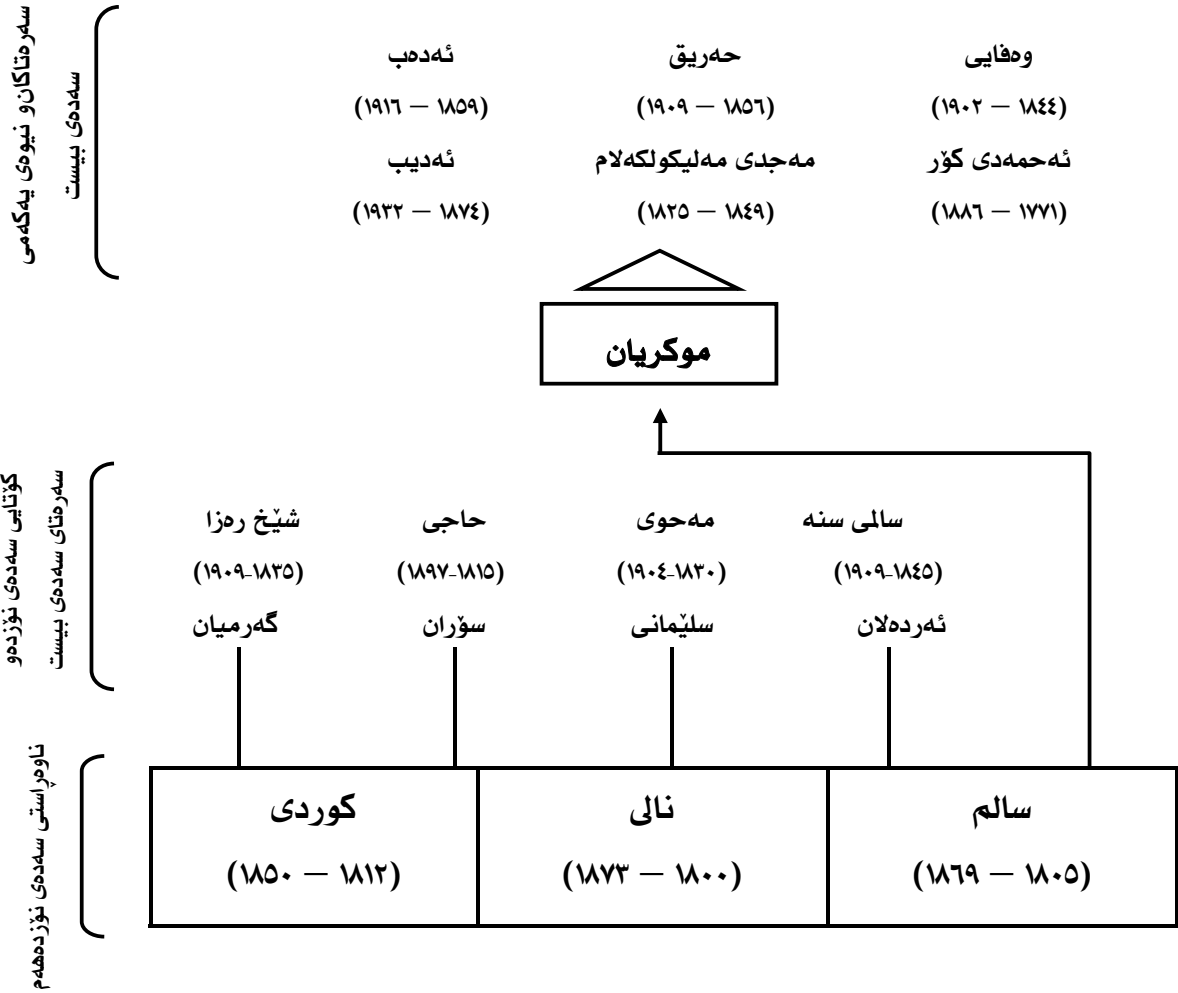 سەرەتاکان‌و نیوەی یەکەمی
سەدەی بیست
وەفایی حەریق ئەدەب
(١٨٤٤ — ١٩٠٢) (١٨٥٦ — ١٩٠٩) (١٨٥٩ — ١٩١٦)
ئەحمەدی کۆر مەجدی مەلیکولکەلام ئەدیب
(١٧٧١ — ١٨٨٦) (١٨٤٩ — ١٨٢٥) (١٨٧٤ — ١٩٣٢)
موکریان
کۆتایی سەدەی نۆزدەو
سەرەتای سەدەی بیست
سالمی سنە مەحوی حاجی شێخ رەزا
(١٨٤٥-١٩٠٩) (١٨٣٠-١٩٠٤) (١٨١٥-١٨٩٧) (١٨٣٥-١٩٠٩)
ئەردەلان سلێمانی سۆران گەرمیان
ناوەڕاستی سەدەی نۆزدەهەم
سالم نالی کوردی
(١٨٠٥ — ١٨٦٩) (١٨٠٠ — ١٨٧٣) (١٨١٢ — ١٨٥٠)